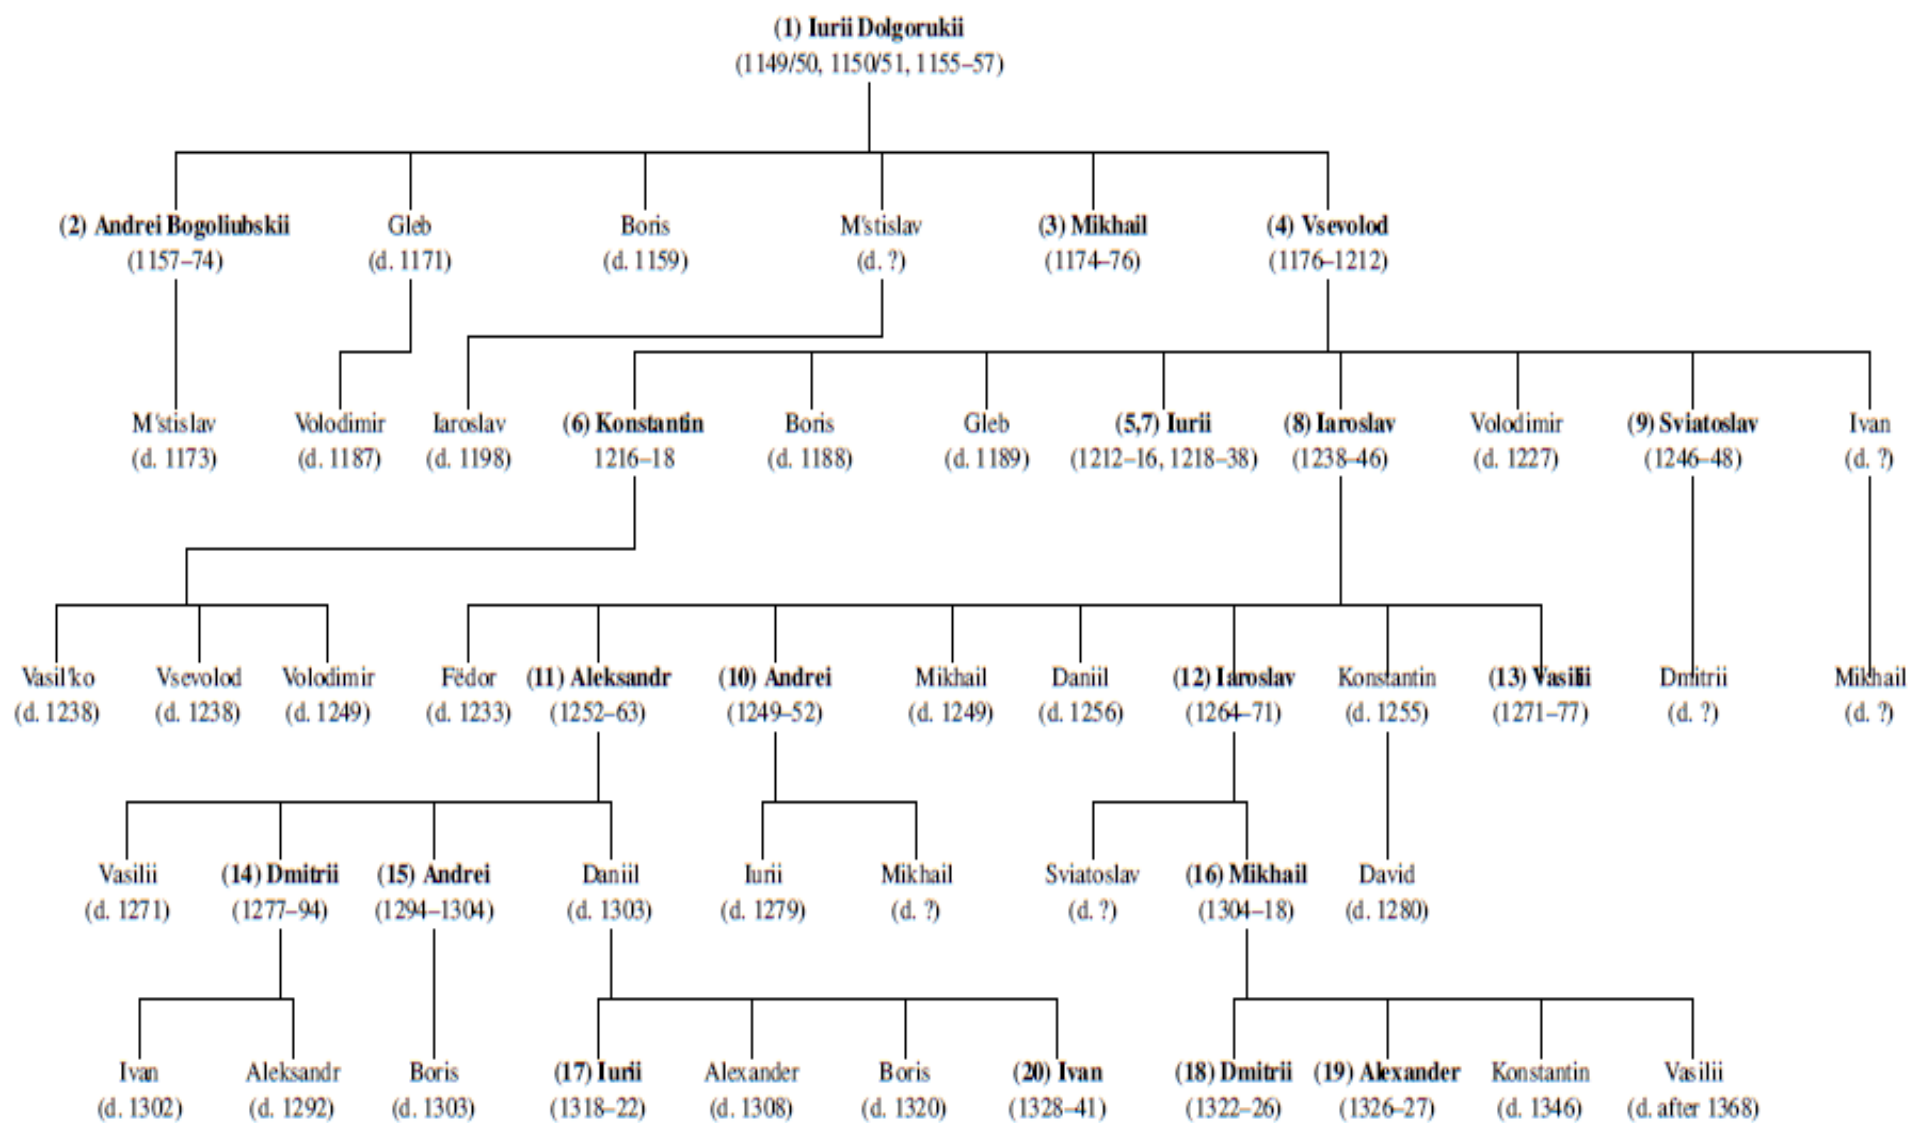 (1) Iurii Dolgorukii
(1149/50, 1150/51, 1155–57)
(2) Andrei Bogoliubskii
(1157–74)
Gleb
(d. 1171)
Boris
(d. 1159)
M'stislav
(d. ?)
(3) Mikhail
(1174–76)
(4) Vsevolod
(1176–1212)
M'stislav
(d. 1173)
Volodimir
(d. 1187)
Iaroslav
(d. 1198)
(6) Konstantin
1216–18
Boris
(d. 1188)
Gleb
(d. 1189)
(5,7) Iurii
(1212–16, 1218–38)
(8) Iaroslav
(1238–46)
Volodimir
(d. 1227)
(9) Sviatoslav
(1246–48)
Ivan
(d. ?)
Vasil'ko
(d. 1238)
Vsevolod
(d. 1238)
Volodimir
(d. 1249)
Fëdor
(d. 1233)
(11) Aleksandr
(1252–63)
(10) Andrei
(1249–52)
Mikhail
(d. 1249)
Daniil
(d. 1256)
(12) Iaroslav
(1264–71)
Konstantin
(d. 1255)
(13) Vasilii
(1271–77)
Dmitrii
(d. ?)
Mikhail
(d. ?)
Vasilii
(d. 1271)
(14) Dmitrii
(1277–94)
(15) Andrei
(1294–1304)
Daniil
(d. 1303)
Iurii
(d. 1279)
Mikhail
(d. ?)
Sviatoslav
(d. ?)
(16) Mikhail
(1304–18)
David
(d. 1280)
Ivan
(d. 1302)
Aleksandr
(d. 1292)
Boris
(d. 1303)
(17) Iurii
(1318–22)
Alexander
(d. 1308)
Boris
(d. 1320)
(20) Ivan
(1328–41)
(18) Dmitrii
(1322–26)
(19) Alexander
(1326–27)
Konstantin
(d. 1346)
Vasilii
(d. after 1368)